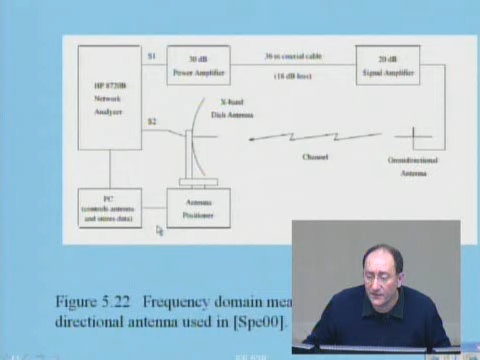 S1
30 dB
Power Amplifier
36 m coaxial cable
(18 dB loss)
20 dB
Signal Amplifier
HP 8720B
Network
Analyzer
X-band
Dish Antenna
S2
Channel
Omnidirectional
Antenna
PC
(controls antenna
and stores data)
Antenna
Positioner
Figure 5.22 Frequency domain mea
directional antenna used in [Spe00].